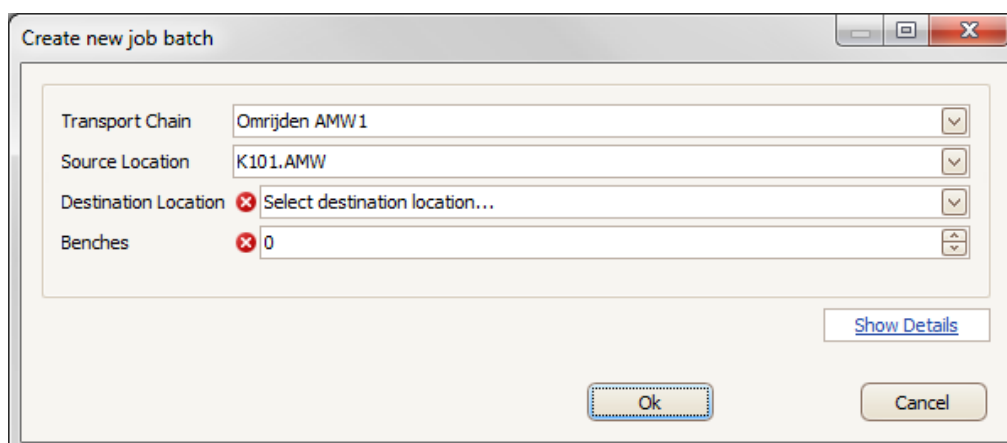 Create new job batch
Transport Chain Omrijden AMW1
Source Location K101.AMW
Destination Location Select destination location...
Benches 0
Show Details
Ok Cancel